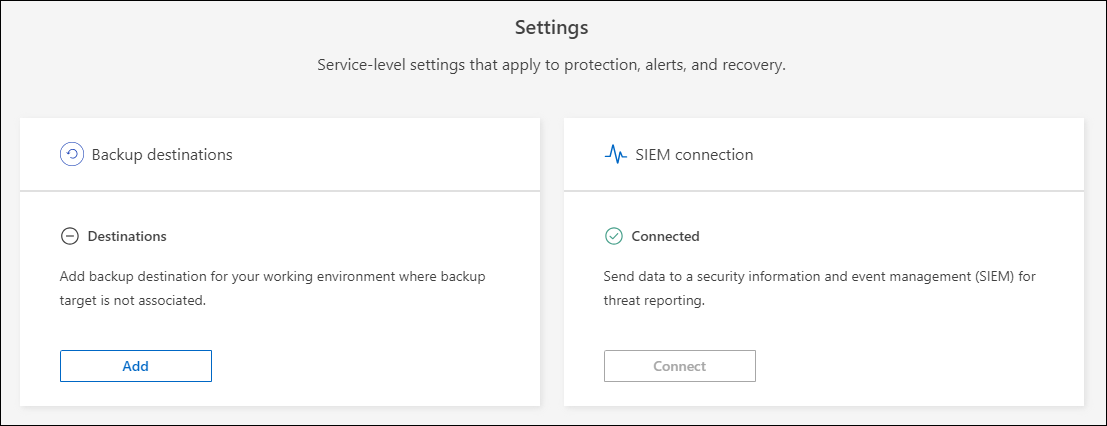 Settings
Service-level settings that apply to protection, alerts, and recovery.
Backup destinations
Destinations
Add backup destination for your working environment where backup
target is not associated.
Add
SIEM connection
Connected
Send data to a security information and event management (SIEM) for
threat reporting.
Connect